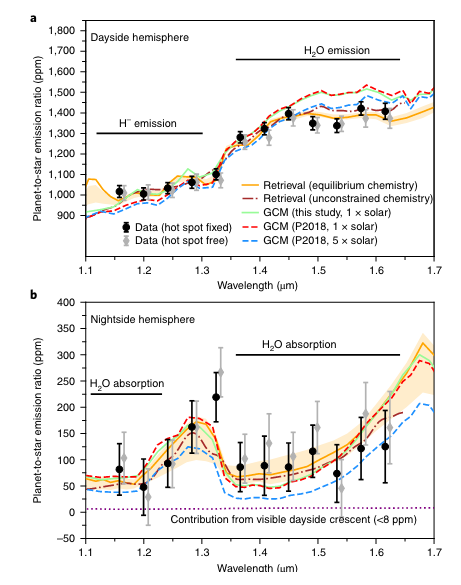 a
1,800
1,700
1,600
1,500
1,400
1,300
1,200
1,100
1,000
900
Planet-to-star emission ratio (ppm)
Dayside hemisphere
H2O emission
H− emission
Retrieval (equilibrium chemistry)
Retrieval (unconstrained chemistry)
GCM (this study, 1 × solar)
GCM (P2018, 1 × solar)
GCM (P2018, 5 × solar)
Data (hot spot fixed)
Data (hot spot free)
1.1 1.2 1.3 1.4 1.5 1.6 1.7
Wavelength (μm)
b
400
350
300
250
200
150
100
50
0
−50
Planet-to-star emission ratio (ppm)
Nightside hemisphere
H2O absorption
H2O absorption
Contribution from visible dayside crescent (<8 ppm)
1.1 1.2 1.3 1.4 1.5 1.6 1.7
Wavelength (μm)